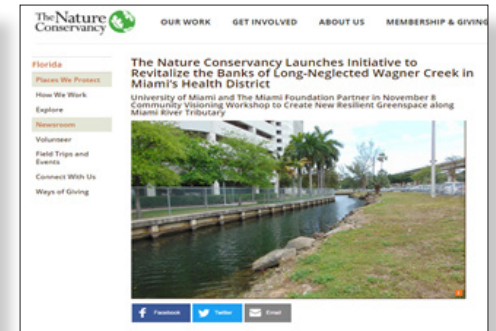 The Nature
Conservancy
OUR WORK GET INVOLVED ABOUT US MEMBERSHIP & GIVING
Florida
Places We Protect
How We Work
Explore
Newsroom
Volunteer
Field Trips and
Events
Connect With Us
Ways of Giving
The Nature Conservancy Launches Initiative to
Revitalize the Banks of Long-Neglected Wagner Creek in
Miami's Health District
University of Miami and The Miami Foundation Partner in November 8
Community Visioning Workshop to Create New Resilient Greenspace along
Miami River Tributary
Facebook Twitter Email